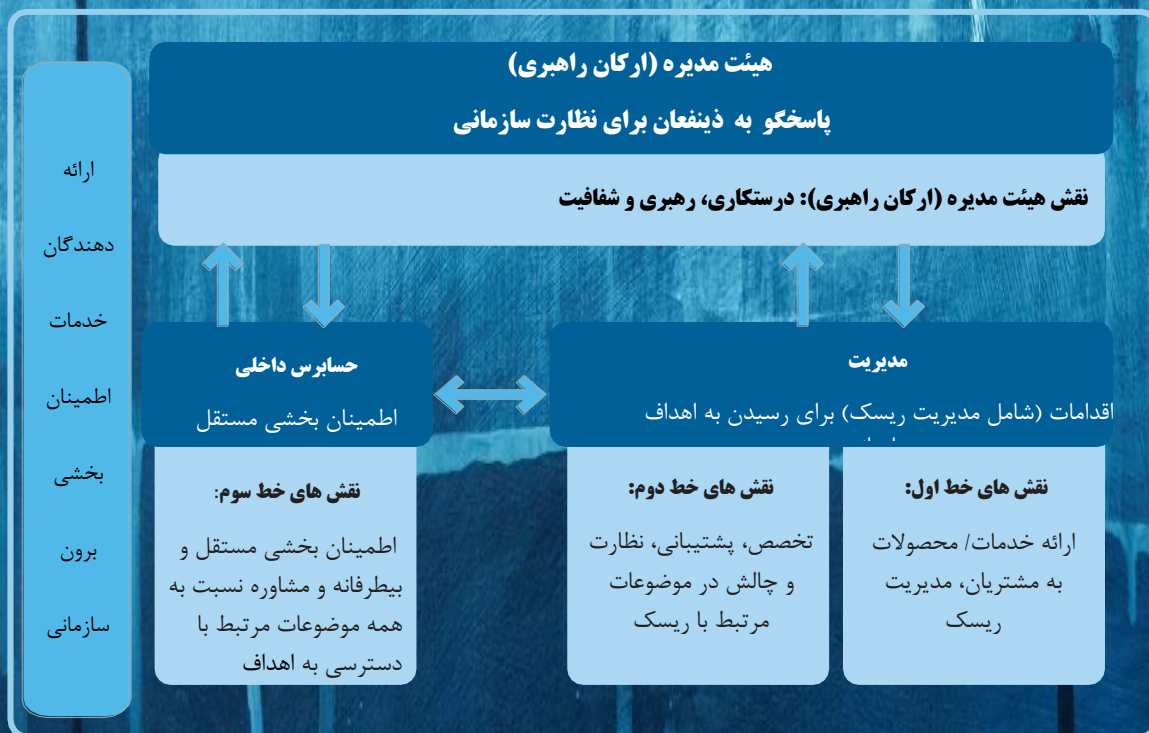 هیئت مدیره (ارکان راهبری)
پاسخگو به ذینفعان برای نظارت سازمانی
نقش هیئت مدیره (ارکان راهبری): درستکاری، رهبری و شفافیت
مدیریت
اقدامات (شامل مدیریت ریسک) برای رسیدن به اهداف
نقش های خط اول:
ارائه خدمات/ محصولات
به مشتریان، مدیریت
ریسک
نقش های خط دوم:
تخصص، پشتیبانی، نظارت
و چالش در موضوعات
مرتبط با ریسک
حسابرس داخلی
اطمینان بخشی مستقل
نقش های خط سوم:
اطمینان بخشی مستقل و
بیطرفانه و مشاوره نسبت به
همه موضوعات مرتبط با
دسترسی به اهداف
ارائه
دهندگان
خدمات
اطمینان
بخشی
برون
سازمانی